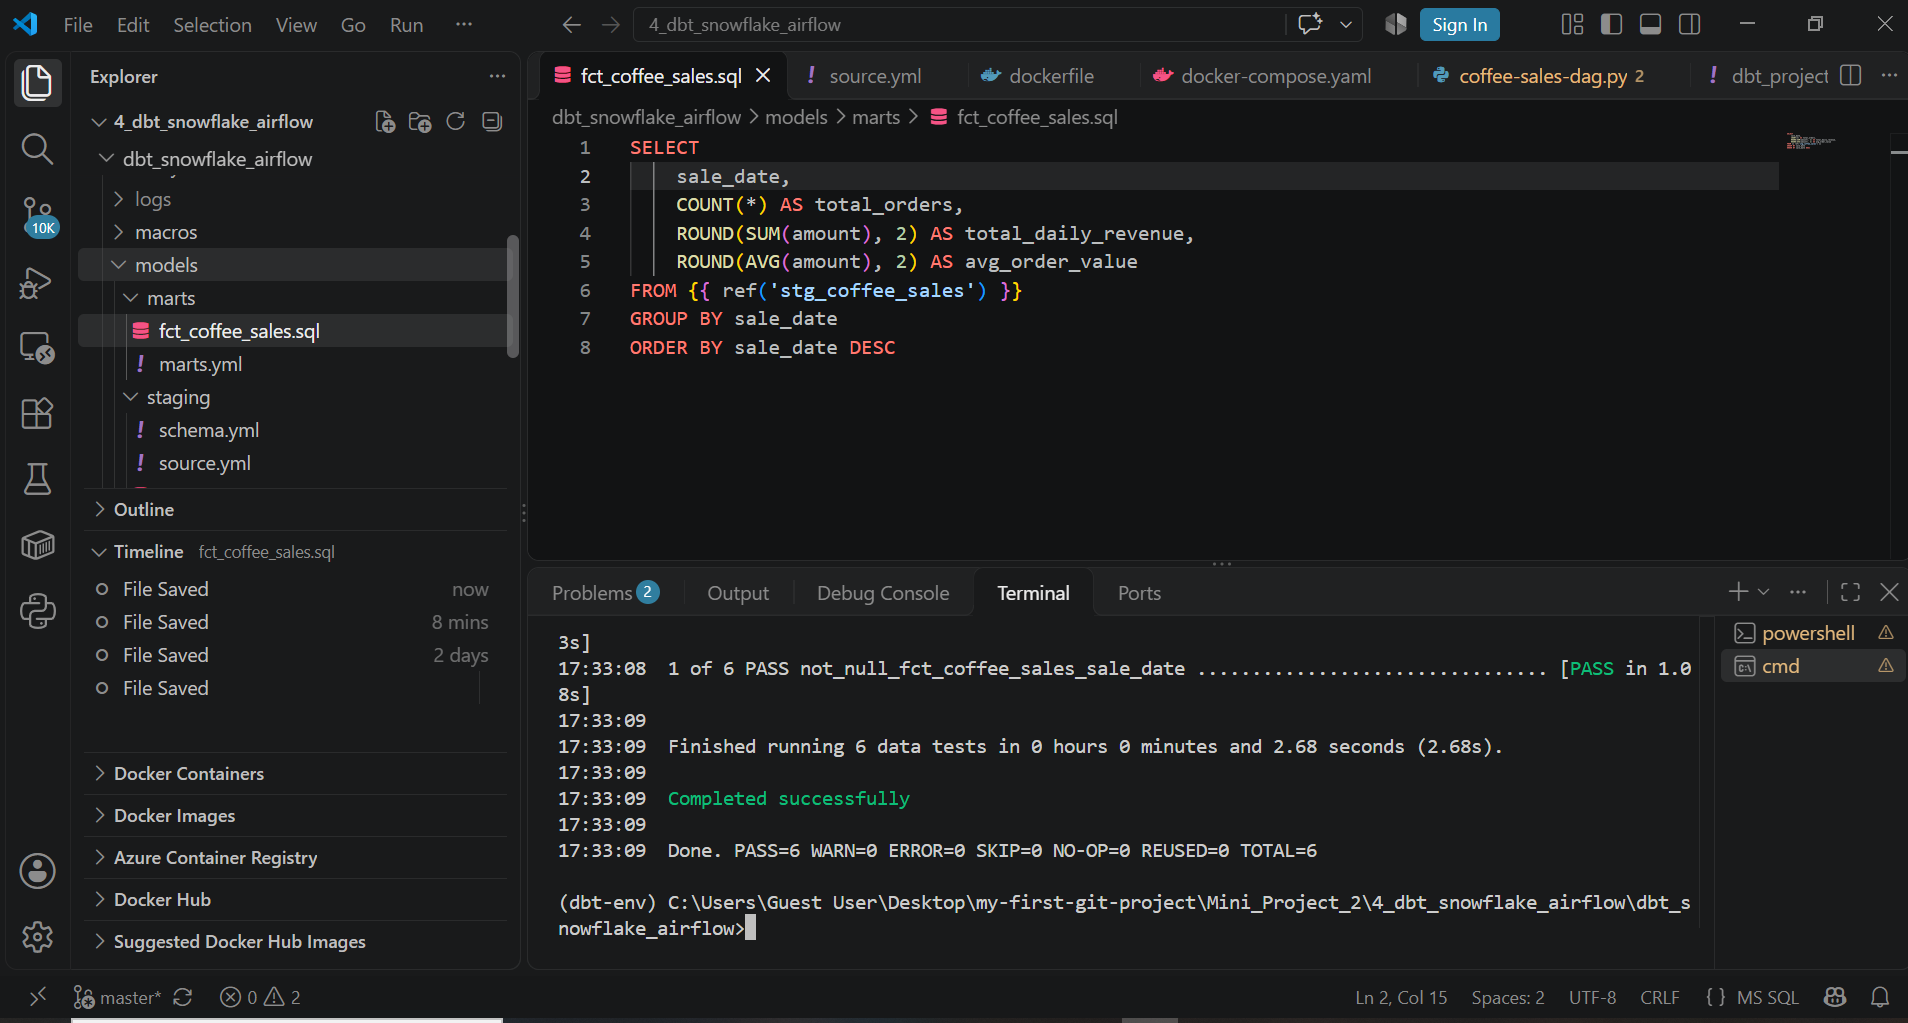 File Edit Selection View Go Run ···
4_dbt_snowflake_airflow
Sign In
Explorer
4_dbt_snowflake_airflow
dbt_snowflake_airflow
logs
macros
models
marts
fct_coffee_sales.sql
! marts.yml
staging
! schema.yml
! source.yml
Outline
Timeline fct_coffee_sales.sql
File Saved now
File Saved 8 mins
File Saved 2 days
File Saved
Docker Containers
Docker Images
Azure Container Registry
Docker Hub
Suggested Docker Hub Images
10K
fct_coffee_sales.sql ! source.yml dockerfile docker-compose.yaml coffee-sales-dag.py 2 ! dbt_project
dbt_snowflake_airflow > models > marts > fct_coffee_sales.sql
1 SELECT
2 sale_date,
3 COUNT(*) AS total_orders,
4 ROUND(SUM(amount), 2) AS total_daily_revenue,
5 ROUND(AVG(amount), 2) AS avg_order_value
6 FROM {{ ref('stg_coffee_sales') }}
7 GROUP BY sale_date
8 ORDER BY sale_date DESC
Problems 2 Output Debug Console Terminal Ports
3s]
17:33:08 1 of 6 PASS not_null_fct_coffee_sales_sale_date ................................ [PASS in 1.0
8s]
17:33:09
17:33:09 Finished running 6 data tests in 0 hours 0 minutes and 2.68 seconds (2.68s).
17:33:09
17:33:09 Completed successfully
17:33:09
17:33:09 Done. PASS=6 WARN=0 ERROR=0 SKIP=0 NO-OP=0 REUSED=0 TOTAL=6
(dbt-env) C:\Users\Guest User\Desktop\my-first-git-project\Mini_Project_2\4_dbt_snowflake_airflow\dbt_s
nowflake_airflow>
powershell
cmd
master* 0 2
Ln 2, Col 15 Spaces: 2 UTF-8 CRLF { } MS SQL